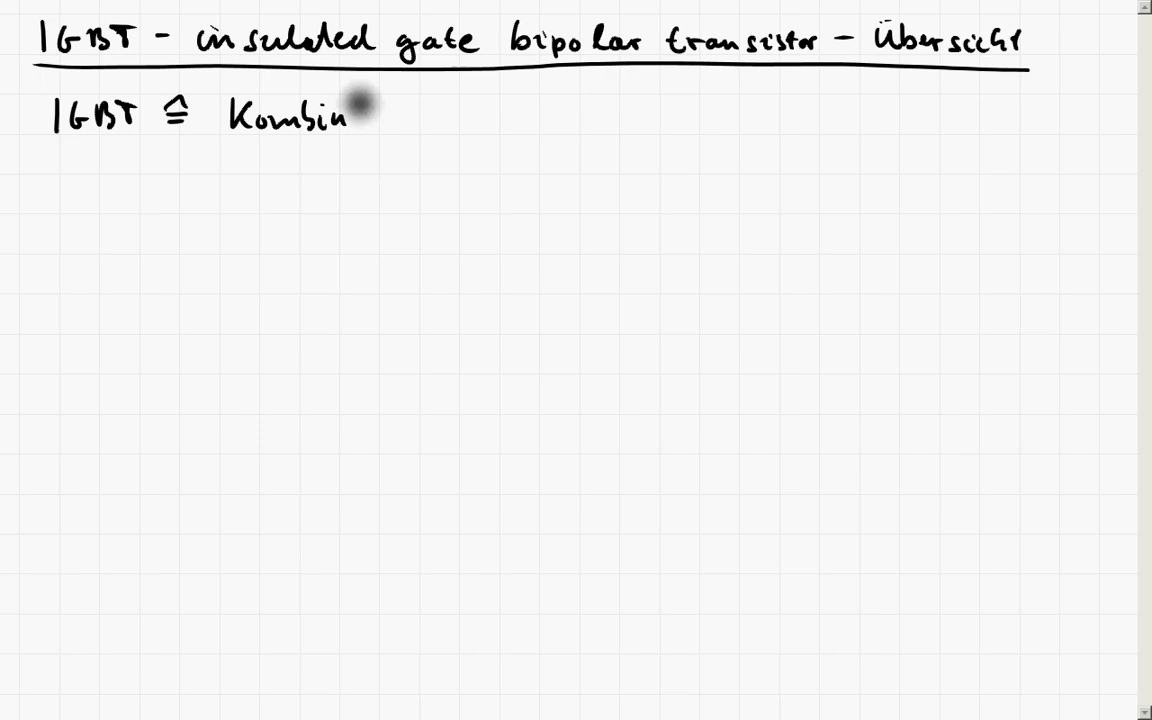 IGBT - insulated gate bipolar transistor - Übersicht
IGBT ≙ Kombin